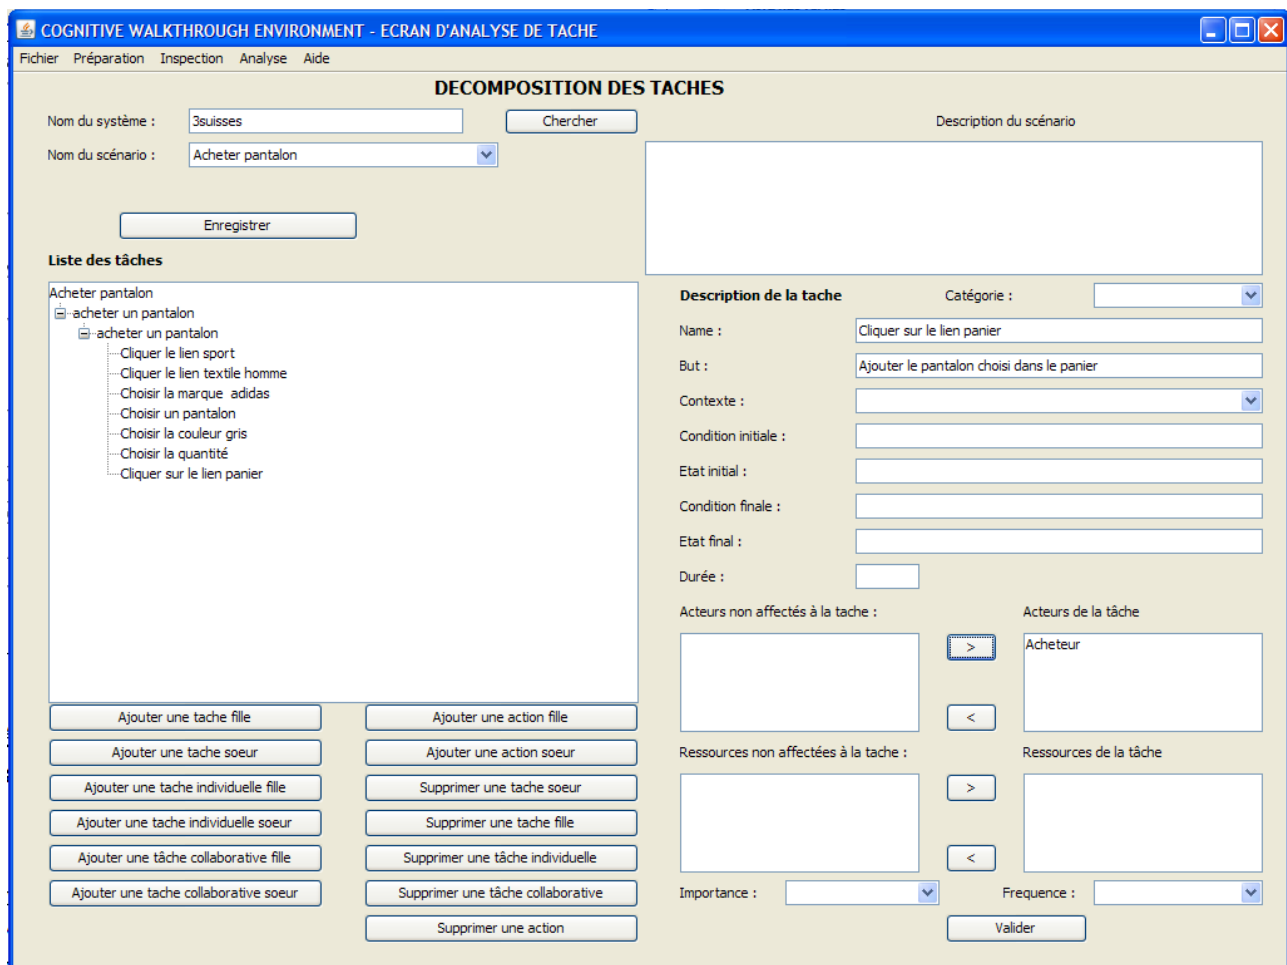 COGNITIVE WALKTHROUGH ENVIRONMENT - ECRAN D'ANALYSE DE TACHE
Fichier Préparation Inspection Analyse Aide
DECOMPOSITION DES TACHES
Nom du système : 3suisses Chercher
Description du scénario
Nom du scénario : Acheter pantalon
Enregistrer
Liste des tâches
Acheter pantalon
acheter un pantalon
acheter un pantalon
Cliquer le lien sport
Cliquer le lien textile homme
Choisir la marque adidas
Choisir un pantalon
Choisir la couleur gris
Choisir la quantité
Cliquer sur le lien panier
Ajouter une tache fille Ajouter une action fille
Ajouter une tache soeur Ajouter une action soeur
Ajouter une tache individuelle fille Supprimer une tache soeur
Ajouter une tache individuelle soeur Supprimer une tache fille
Ajouter une tâche collaborative fille Supprimer une tâche individuelle
Ajouter une tache collaborative soeur Supprimer une tâche collaborative
Supprimer une action
Description de la tache Catégorie :
Name : Cliquer sur le lien panier
But : Ajouter le pantalon choisi dans le panier
Contexte :
Condition initiale :
Etat initial :
Condition finale :
Etat final :
Durée :
Acteurs non affectés à la tache : Acteurs de la tâche
> Acheteur
<
Ressources non affectées à la tache : Ressources de la tâche
>
<
Importance : Frequence :
Valider